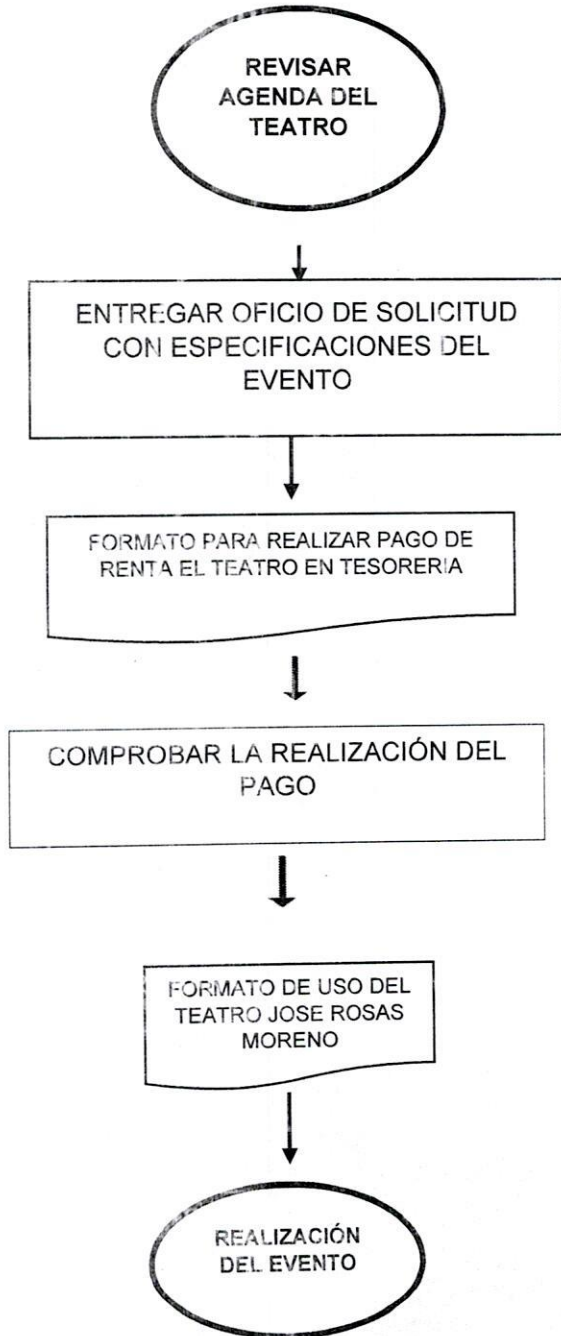 REVISAR
AGENDA DEL
TEATRO
ENTREGAR OFICIO DE SOLICITUD
CON ESPECIFICACIONES DEL
EVENTO
FORMATO PARA REALIZAR PAGO DE
RENTA EL TEATRO EN TESORERIA
COMPROBAR LA REALIZACIÓN DEL
PAGO
FORMATO DE USO DEL
TEATRO JOSE ROSAS
MORENO
REALIZACIÓN
DEL EVENTO